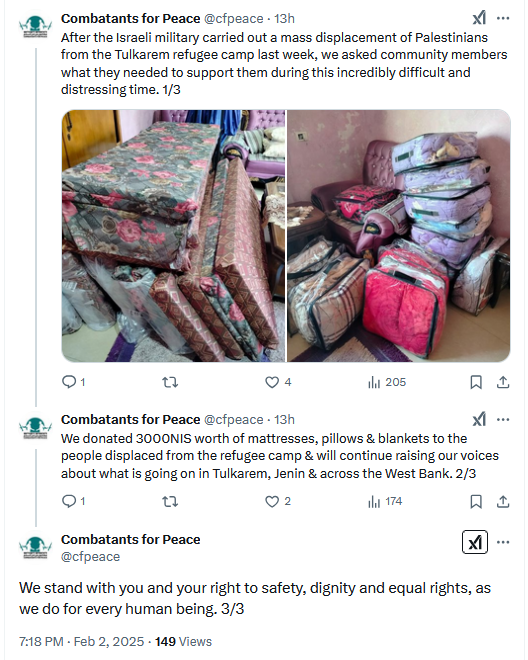 Combatants for Peace @cfpeace · 13h
After the Israeli military carried out a mass displacement of Palestinians
from the Tulkarem refugee camp last week, we asked community members
what they needed to support them during this incredibly difficult and
distressing time. 1/3
1 4 205
Combatants for Peace @cfpeace · 13h
We donated 3000NIS worth of mattresses, pillows & blankets to the
people displaced from the refugee camp & will continue raising our voices
about what is going on in Tulkarem, Jenin & across the West Bank. 2/3
1 2 174
Combatants for Peace
@cfpeace
We stand with you and your right to safety, dignity and equal rights, as
we do for every human being. 3/3
7:18 PM · Feb 2, 2025 · 149 Views